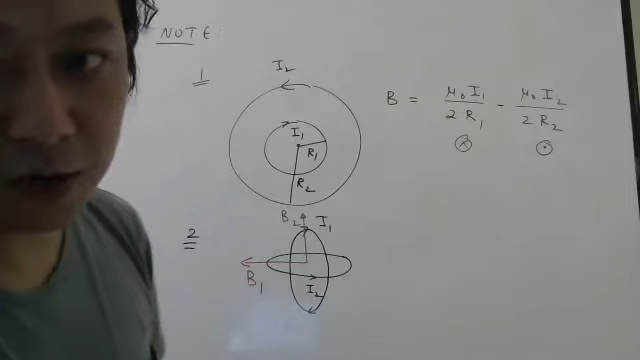 NOTE:
1
I₂
I₁
R₁
R₂
B = μ₀ I₁ / 2 R₁ - μ₀ I₂ / 2 R₂
2
B₂
I₁
B₁
I₂